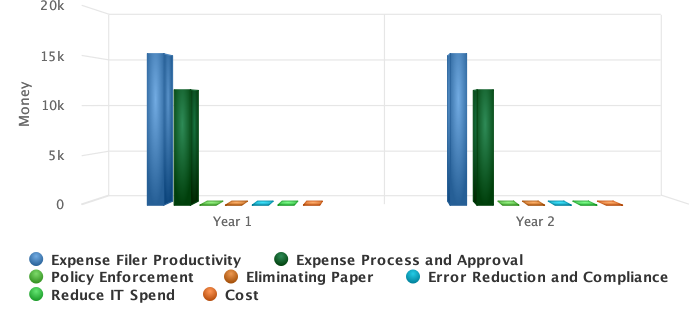 20k
15k
10k
5k
0
Money
Year 1 Year 2
Expense Filer Productivity Expense Process and Approval
Policy Enforcement Eliminating Paper Error Reduction and Compliance
Reduce IT Spend Cost